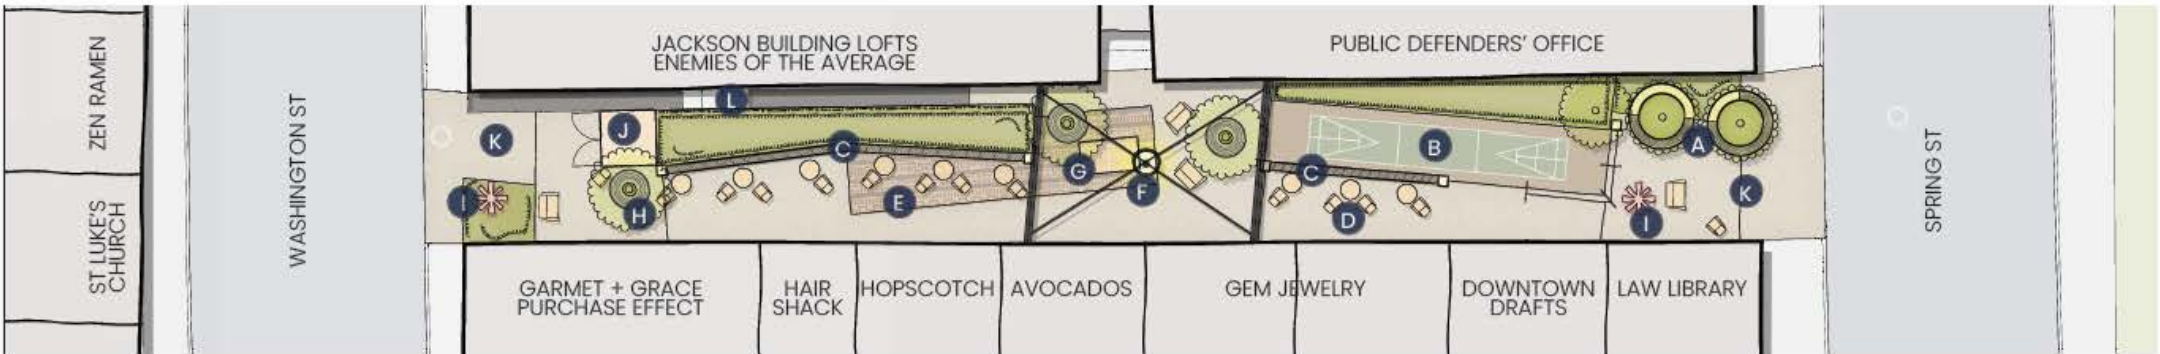 ZEN RAMEN
ST LUKE'S
CHURCH
WASHINGTON ST
JACKSON BUILDING LOFTS
ENEMIES OF THE AVERAGE
PUBLIC DEFENDERS' OFFICE
SPRING ST
L
K
J
C
I
H
E
G
F
C
B
D
A
K
I
GARMET + GRACE
PURCHASE EFFECT
HAIR
SHACK
HOPSCOTCH
AVOCADOS
GEM JEWELRY
DOWNTOWN
DRAFTS
LAW LIBRARY